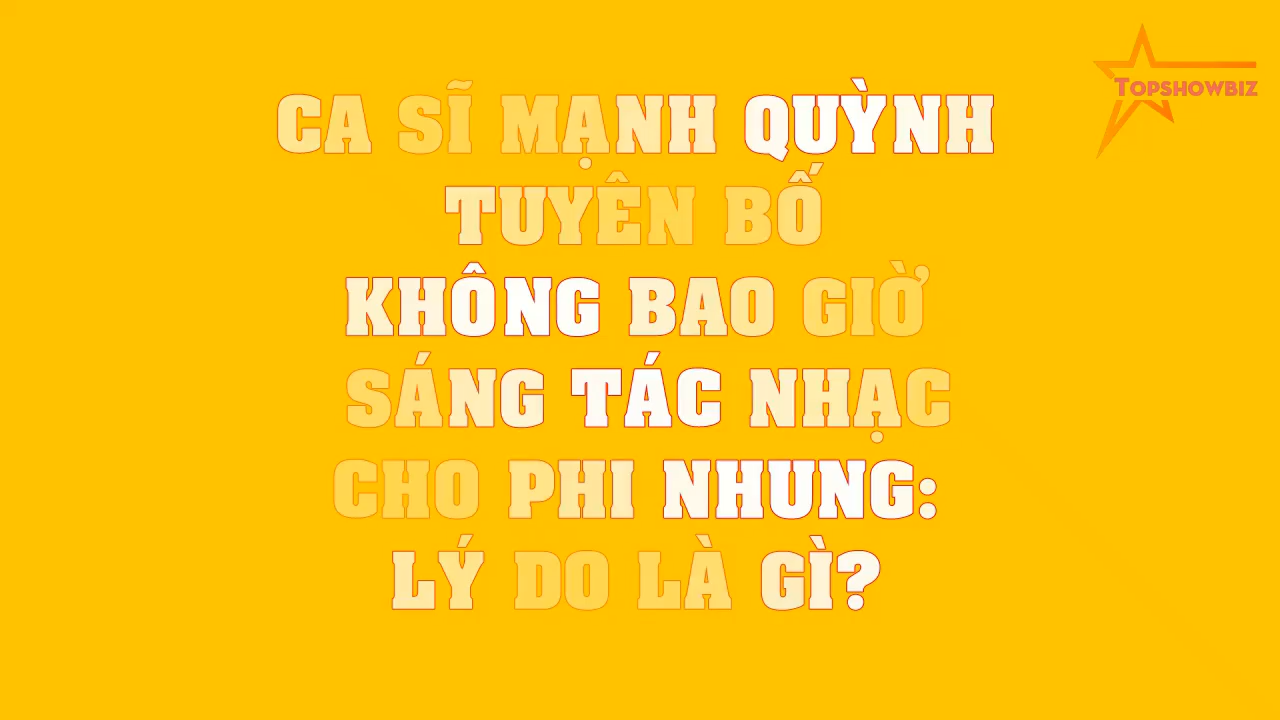 TOPSHOWBIZ
CA SĨ MẠNH QUỲNH
TUYÊN BỐ
KHÔNG BAO GIỜ
SÁNG TÁC NHẠC
CHO PHI NHUNG:
LÝ DO LÀ GÌ?